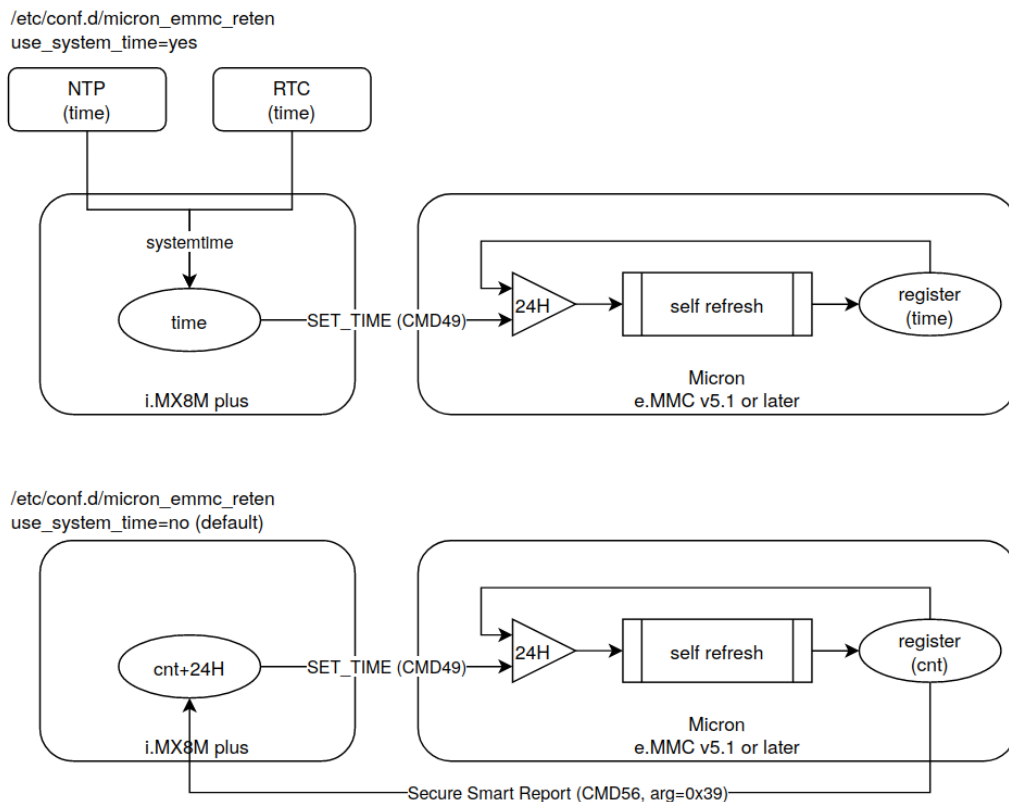 /etc/conf.d/micron_emmc_reten
use_system_time=yes
NTP
(time)
RTC
(time)
systemtime
time
SET_TIME (CMD49)
24H
self refresh
register
(time)
i.MX8M plus
Micron
e.MMC v5.1 or later
/etc/conf.d/micron_emmc_reten
use_system_time=no (default)
cnt+24H
SET_TIME (CMD49)
24H
self refresh
register
(cnt)
i.MX8M plus
Micron
e.MMC v5.1 or later
Secure Smart Report (CMD56, arg=0x39)